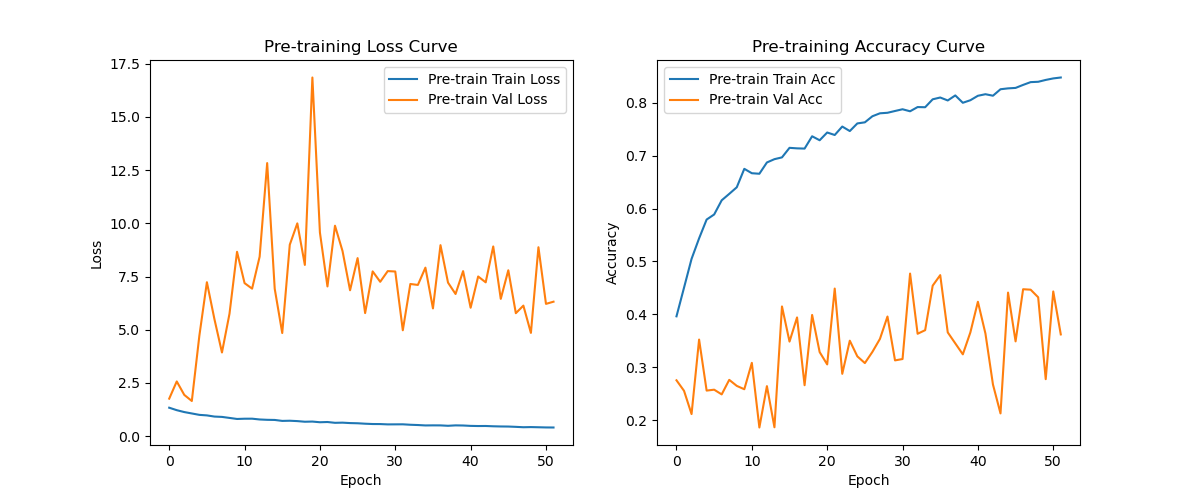 Pre-training Loss Curve
17.5
15.0
12.5
10.0
7.5
5.0
2.5
0.0
Loss
0 10 20 30 40 50
Epoch
Pre-train Train Loss
Pre-train Val Loss
Pre-training Accuracy Curve
0.8
0.7
0.6
0.5
0.4
0.3
0.2
Accuracy
0 10 20 30 40 50
Epoch
Pre-train Train Acc
Pre-train Val Acc